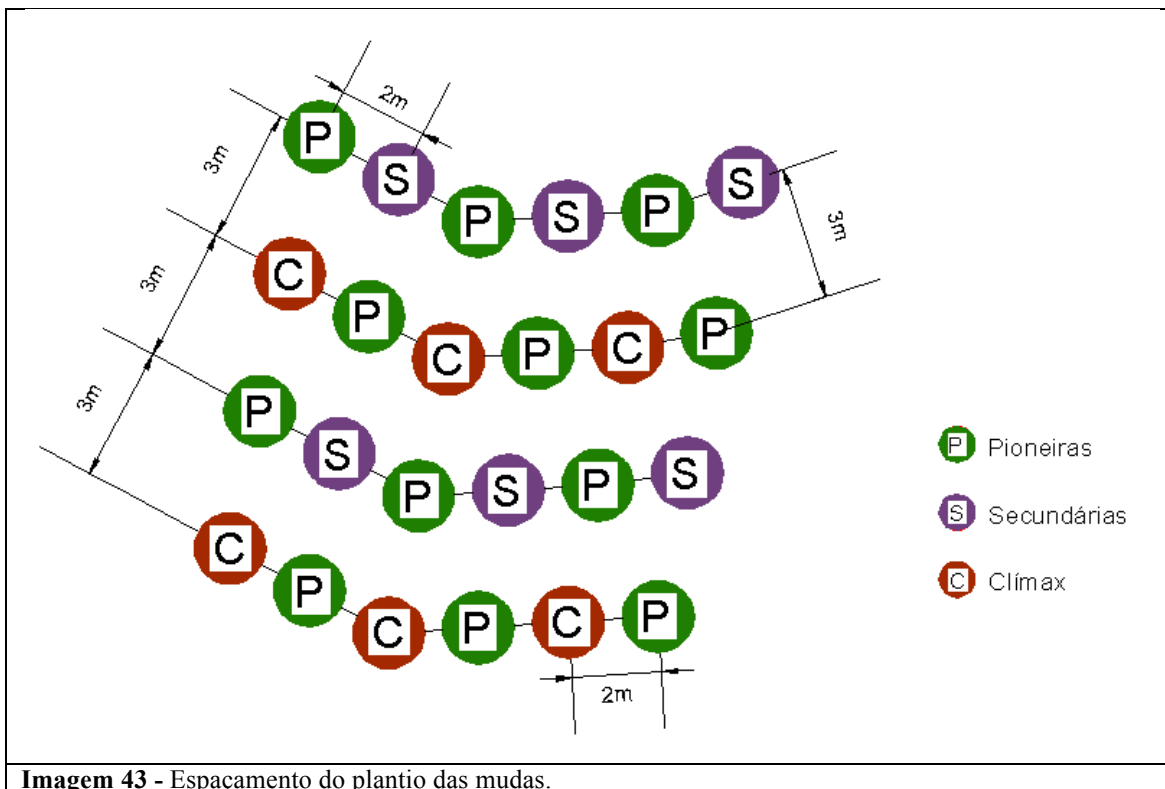 2m
3m
P S P S P S
3m
3m
C P C P C P
3m
P S P S P S
P Pioneiras
S Secundárias
C P C P C P
C Clímax
2m
Imagem 43 - Espaçamento do plantio das mudas.